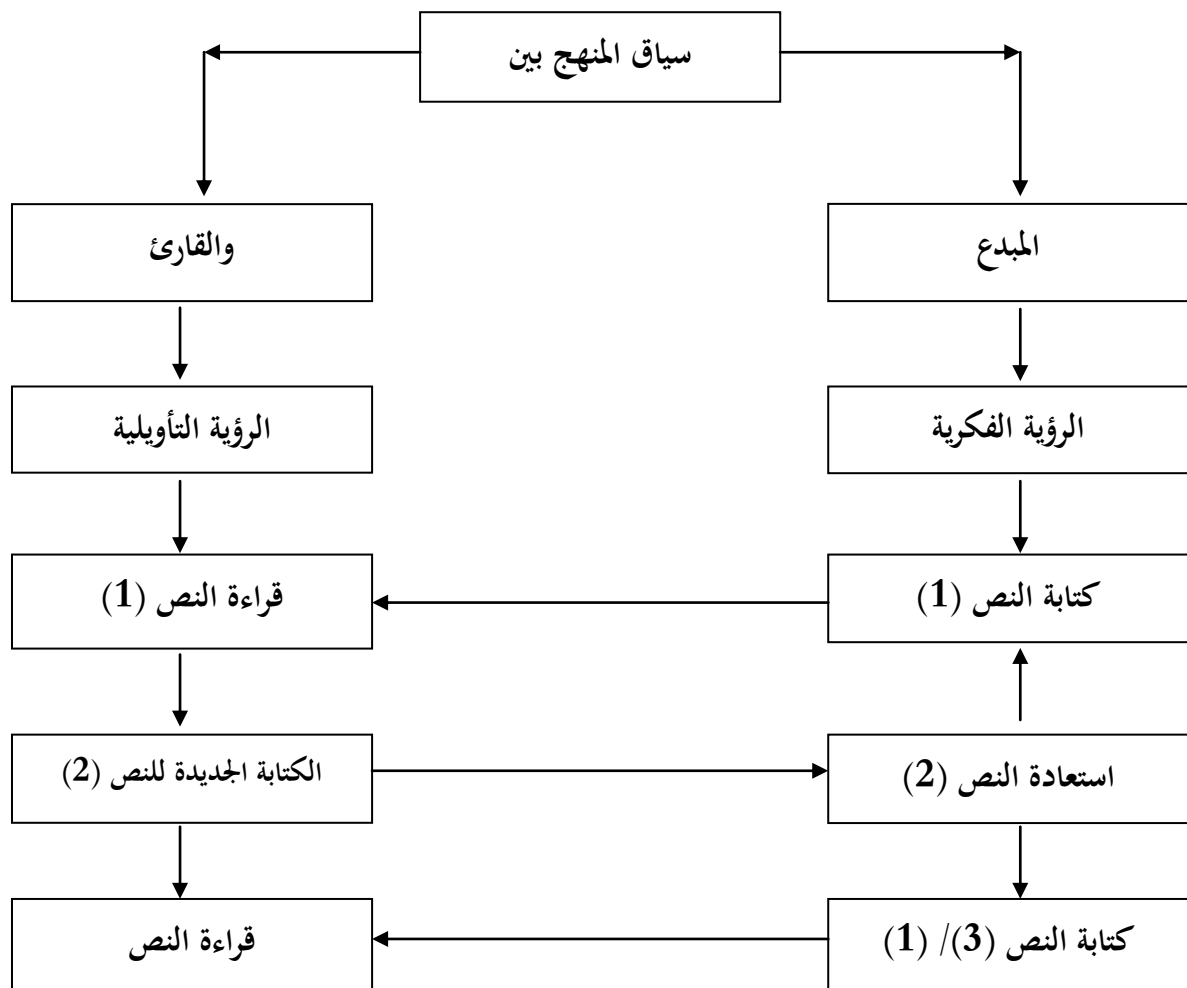 سياق المنهج بين
المبدع
والقارئ
الرؤية الفكرية
الرؤية التأويلية
كتابة النص (1)
قراءة النص (1)
استعادة النص (2)
الكتابة الجديدة للنص (2)
كتابة النص (3)/ (1)
قراءة النص